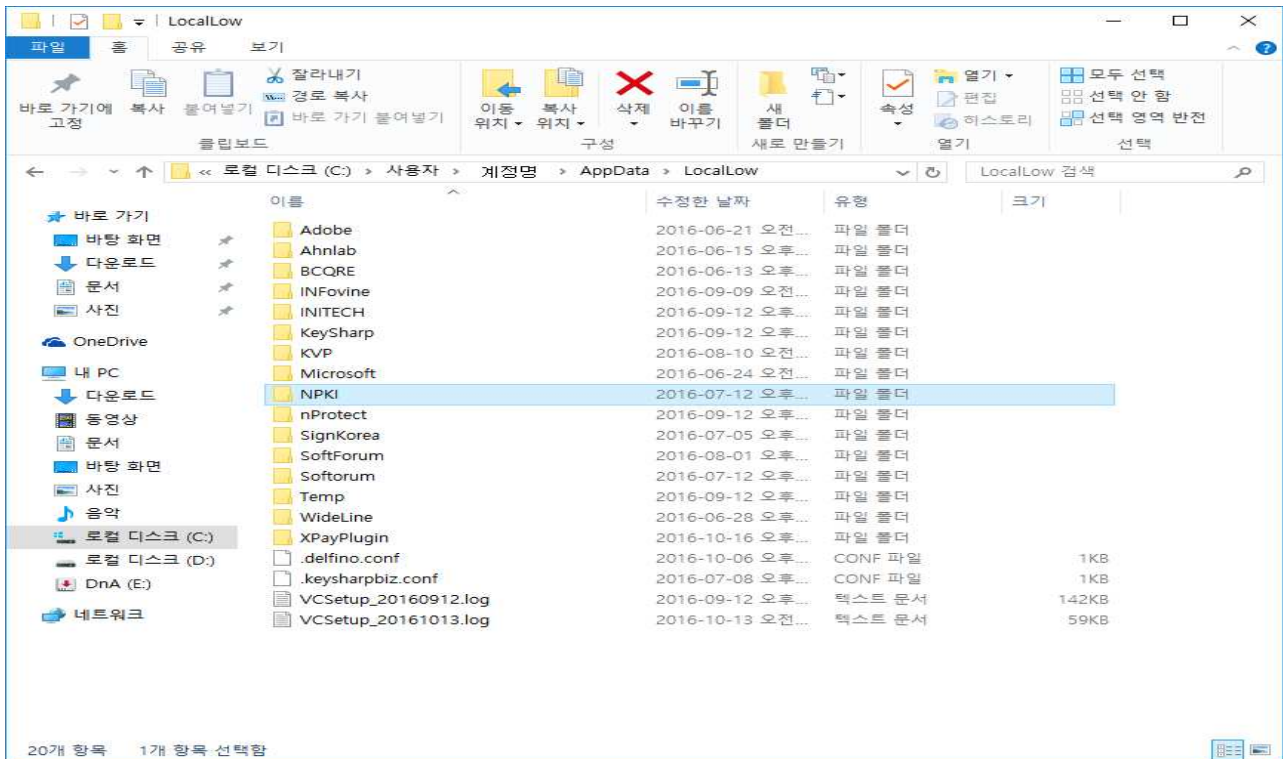 LocalLow
파일 홈 공유 보기
바로 가기에 고정
복사
붙여넣기
잘라내기
경로 복사
바로 가기 붙여넣기
이동 위치
복사 위치
삭제
이름 바꾸기
새 폴더
속성
열기
편집
히스토리
모두 선택
선택 안 함
선택 영역 반전
클립보드 구성 새로 만들기 열기 선택
« 로컬 디스크 (C:) > 사용자 > 계정명 > AppData > LocalLow
LocalLow 검색
바로 가기
바탕 화면
다운로드
문서
사진
OneDrive
내 PC
다운로드
동영상
문서
바탕 화면
사진
음악
로컬 디스크 (C:)
로컬 디스크 (D:)
DnA (E:)
네트워크
이름 수정한 날짜 유형 크기
Adobe 2016-06-21 오전... 파일 폴더
Ahnlab 2016-06-15 오후... 파일 폴더
BCQRE 2016-06-13 오후... 파일 폴더
INFovine 2016-09-09 오전... 파일 폴더
INITECH 2016-09-12 오후... 파일 폴더
KeySharp 2016-09-12 오후... 파일 폴더
KVP 2016-08-10 오전... 파일 폴더
Microsoft 2016-06-24 오전... 파일 폴더
NPKI 2016-07-12 오후... 파일 폴더
nProtect 2016-09-12 오후... 파일 폴더
SignKorea 2016-07-05 오후... 파일 폴더
SoftForum 2016-08-01 오후... 파일 폴더
Softorum 2016-07-12 오후... 파일 폴더
Temp 2016-09-12 오후... 파일 폴더
WideLine 2016-06-28 오후... 파일 폴더
XPayPlugin 2016-10-16 오후... 파일 폴더
.delfino.conf 2016-10-06 오후... CONF 파일 1KB
.keysharpbiz.conf 2016-07-08 오후... CONF 파일 1KB
VCSetup_20160912.log 2016-09-12 오후... 텍스트 문서 142KB
VCSetup_20161013.log 2016-10-13 오전... 텍스트 문서 59KB
20개 항목 1개 항목 선택함